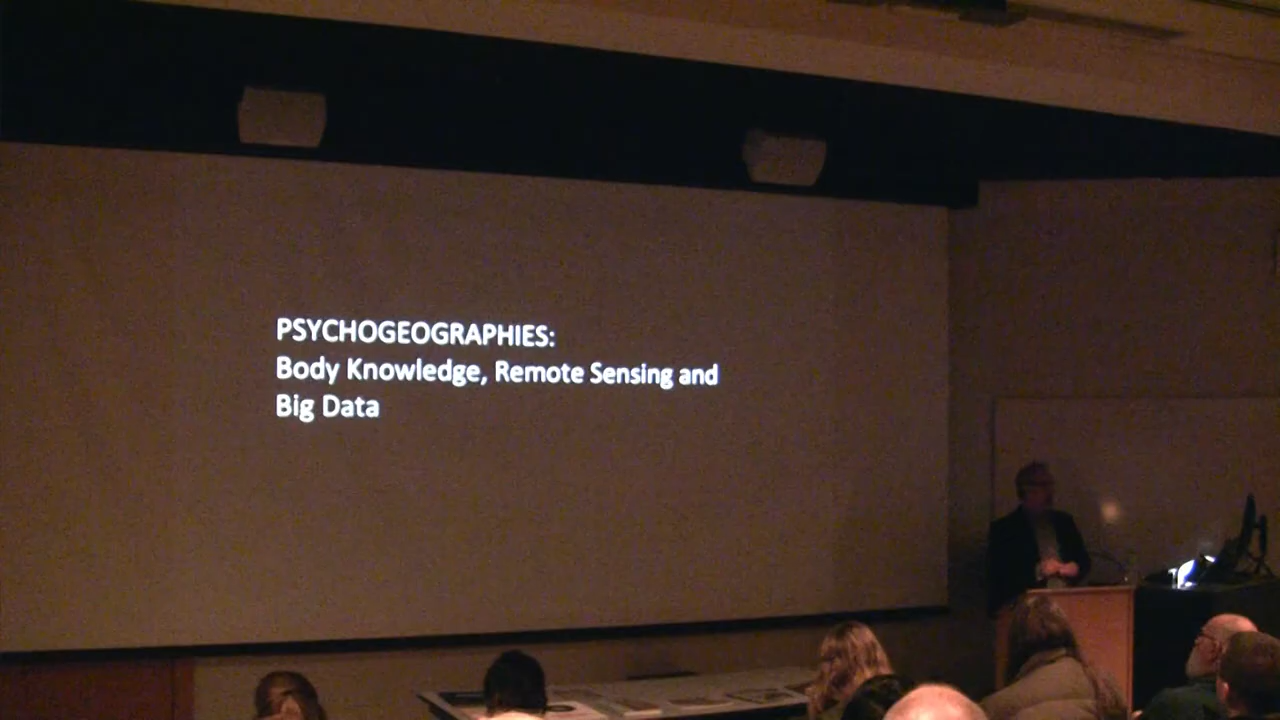 PSYCHOGEOGRAPHIES:
Body Knowledge, Remote Sensing and
Big Data